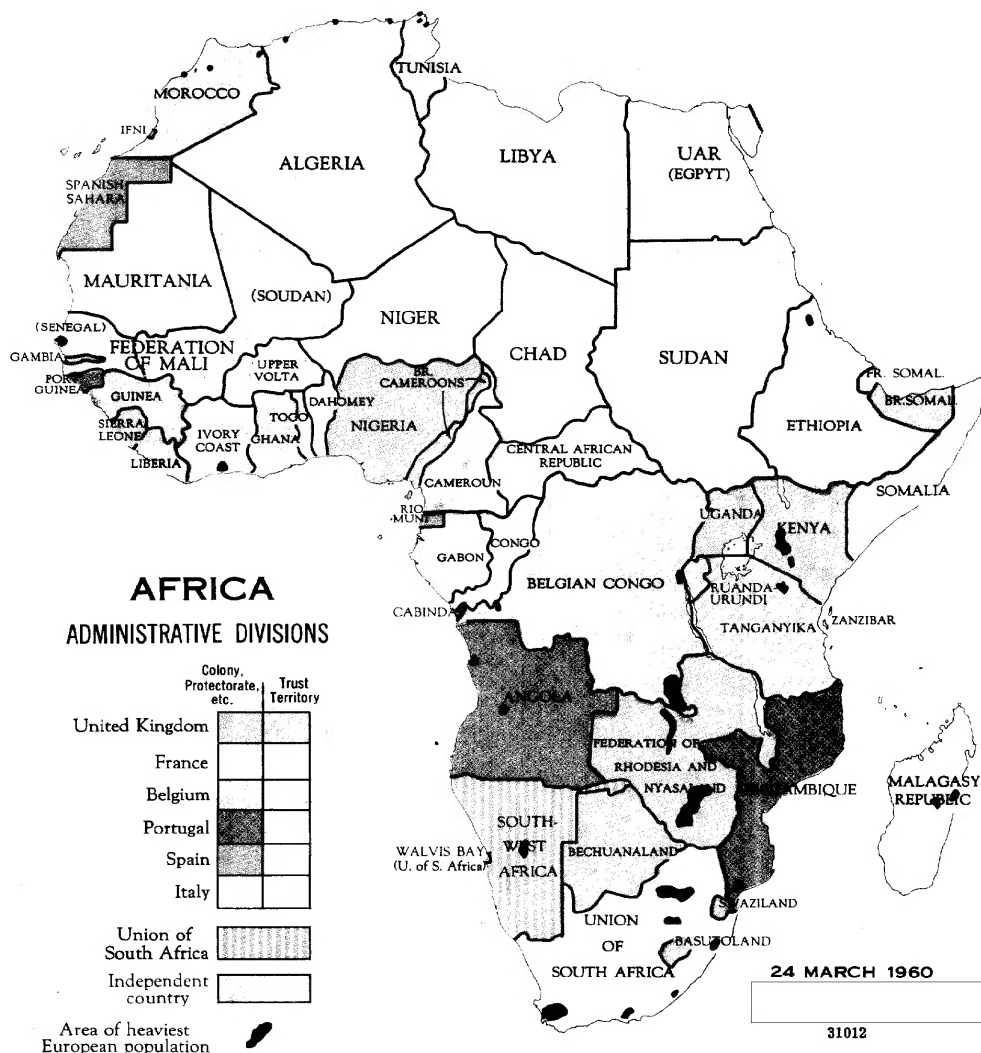 TUNISIA
MOROCCO
IFNI
ALGERIA
LIBYA
UAR
(EGPYT)
SPANISH
SAHARA
MAURITANIA
(SOUDAN)
NIGER
CHAD
SUDAN
(SENEGAL)
GAMBIA
FEDERATION
OF MALI
PORT.
GUINEA
GUINEA
UPPER
VOLTA
BR.
CAMEROONS
DAHOMEY
NIGERIA
TOGO
GHANA
SIERRA
LEONE
LIBERIA
IVORY
COAST
FR. SOMAL.
BR. SOMAL.
ETHIOPIA
CENTRAL AFRICAN
REPUBLIC
CAMEROUN
SOMALIA
RIO
MUNI
UGANDA
KENYA
GABON
CONGO
BELGIAN CONGO
RUANDA-
URUNDI
CABINDA
TANGANYIKA
ZANZIBAR
AFRICA
ADMINISTRATIVE DIVISIONS
Colony,
Protectorate,
etc.
Trust
Territory
United Kingdom
France
Belgium
Portugal
Spain
Italy
Union of
South Africa
Independent
country
Area of heaviest
European population
ANGOLA
FEDERATION OF
RHODESIA AND
NYASALAND
MOZAMBIQUE
MALAGASY
REPUBLIC
SOUTH-
WEST
AFRICA
WALVIS BAY
(U. of S. Africa)
BECHUANALAND
SWAZILAND
UNION
OF
SOUTH AFRICA
BASUTOLAND
24 MARCH 1960
31012